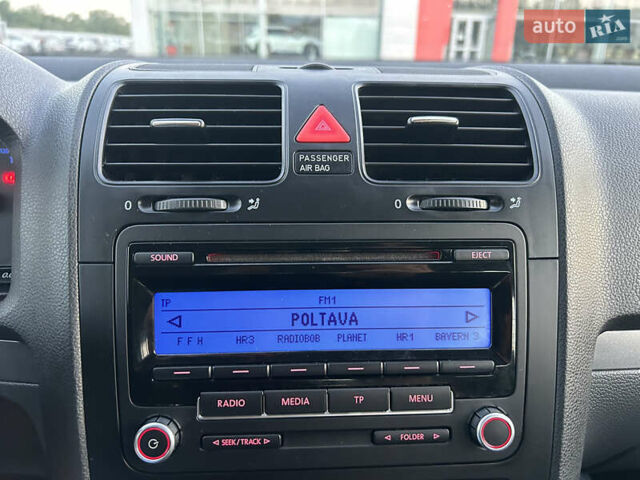 auto RIA
PASSENGER
AIR BAG
0 0
SOUND EJECT
TP FM1
POLTAVA
F F H HR3 RADIOBOB PLANET HR1 BAYERN 3
RADIO MEDIA TP MENU
SEEK/TRACK FOLDER